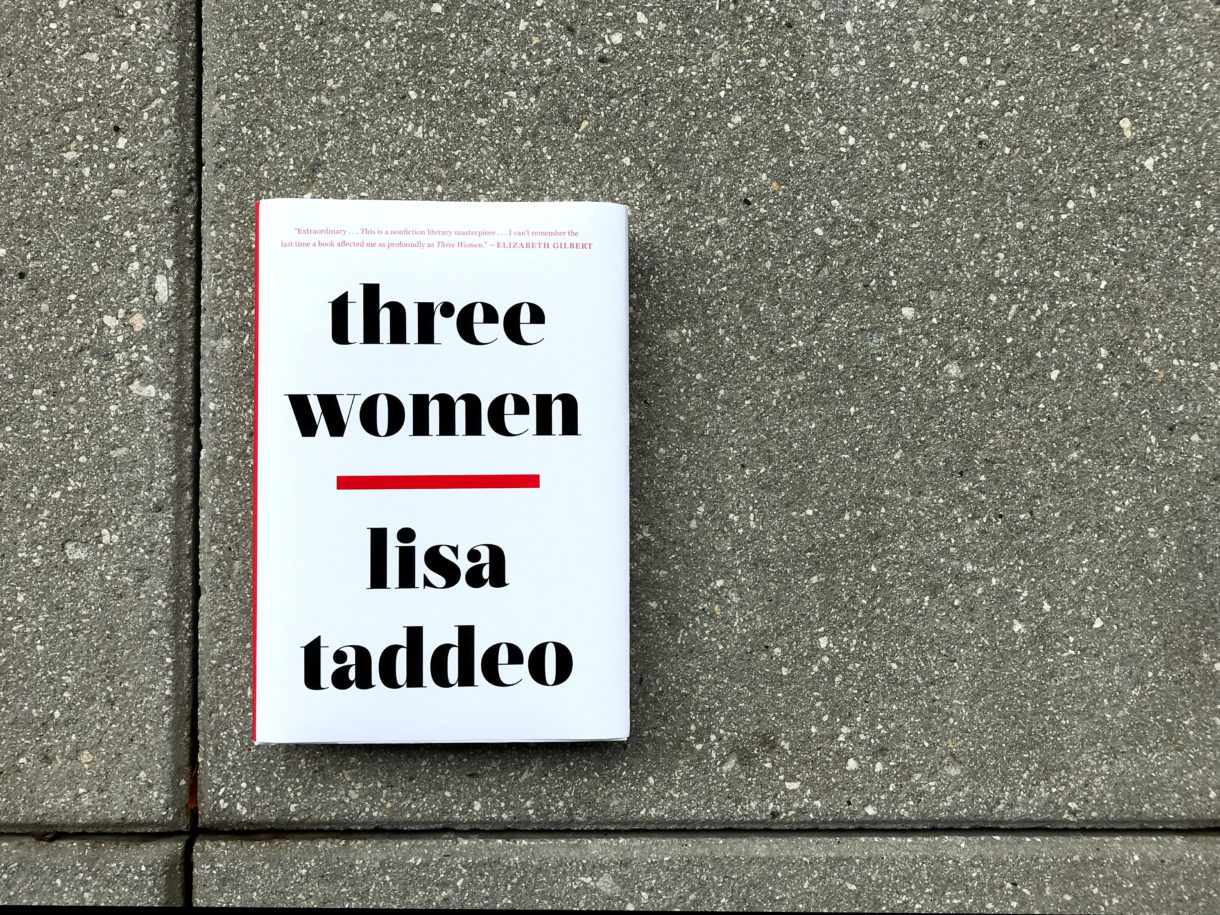 “Extraordinary . . . This is a nonfiction literary masterpiece . . . I can’t remember the
last time a book affected me as profoundly as Three Women.” —ELIZABETH GILBERT
three
women
lisa
taddeo